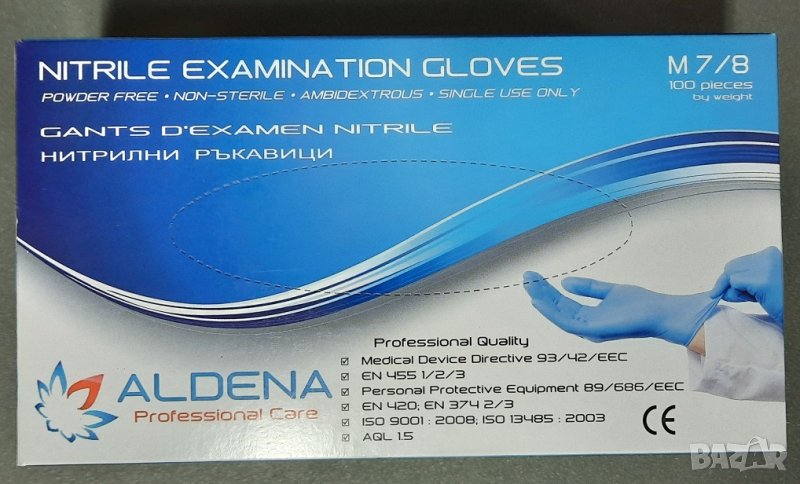 NITRILE EXAMINATION GLOVES
M 7/8
POWDER FREE • NON-STERILE • AMBIDEXTROUS • SINGLE USE ONLY
100 pieces
by weight
GANTS D'EXAMEN NITRILE
НИТРИЛНИ РЪКАВИЦИ
Professional Quality
Medical Device Directive 93/42/EEC
EN 455 1/2/3
Personal Protective Equipment 89/686/EEC
EN 420; EN 374 2/3
ISO 9001 : 2008; ISO 13485 : 2003
AQL 1.5
ALDENA
Professional Care
CE
BAZAR